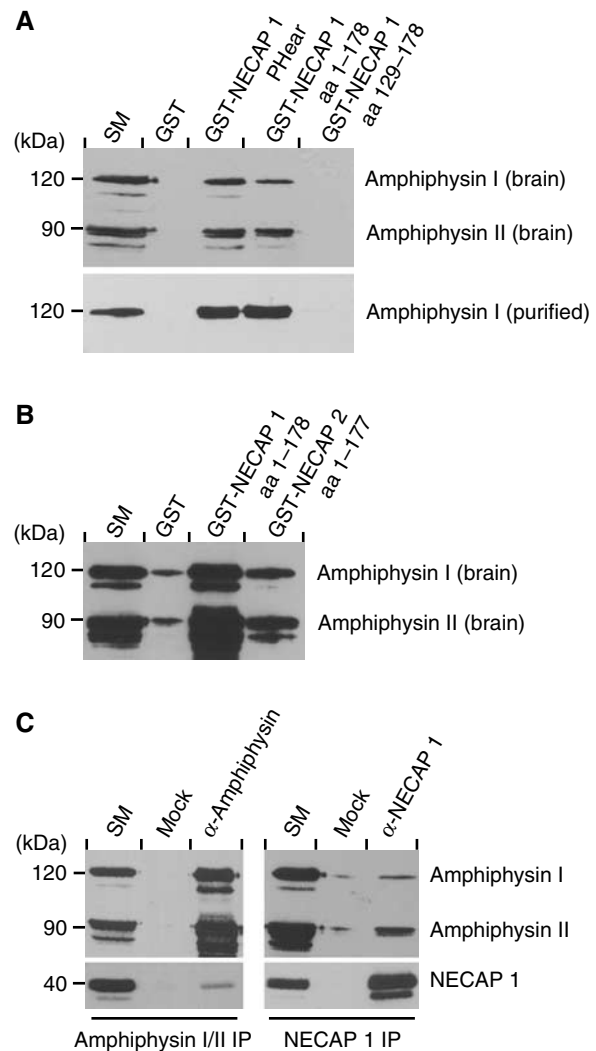 A
(kDa)
SM
GST
GST-NECAP 1
PHear
GST-NECAP 1
aa 1–178
GST-NECAP 1
aa 129–178
120
Amphiphysin I (brain)
90
Amphiphysin II (brain)
120
Amphiphysin I (purified)
B
(kDa)
SM
GST
GST-NECAP 1
aa 1–178
GST-NECAP 2
aa 1–177
120
Amphiphysin I (brain)
90
Amphiphysin II (brain)
C
(kDa)
SM
Mock
α-Amphiphysin
SM
Mock
α-NECAP 1
120
Amphiphysin I
90
Amphiphysin II
40
NECAP 1
Amphiphysin I/II IP
NECAP 1 IP